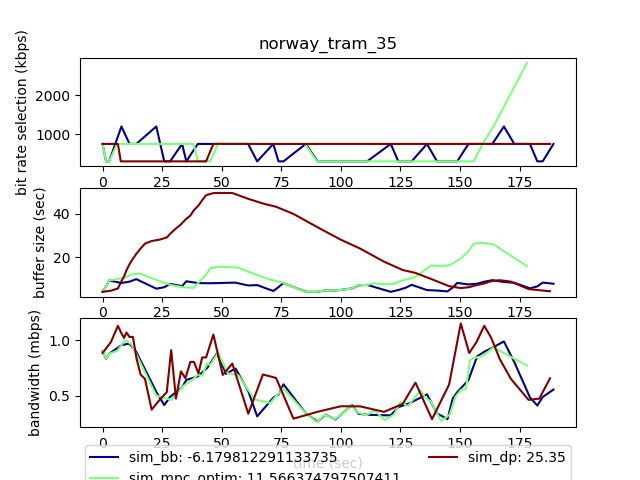 norway_tram_35
bit rate selection (kbps)
2000
1000
0 25 50 75 100 125 150 175
buffer size (sec)
40
20
0 25 50 75 100 125 150 175
bandwidth (mbps)
1.0
0.5
0 25 50 75 100 125 150 175
time (sec)
sim_bb: -6.179812291133735
sim_dp: 25.35
sim_mpc_optim: 11.566374797507411